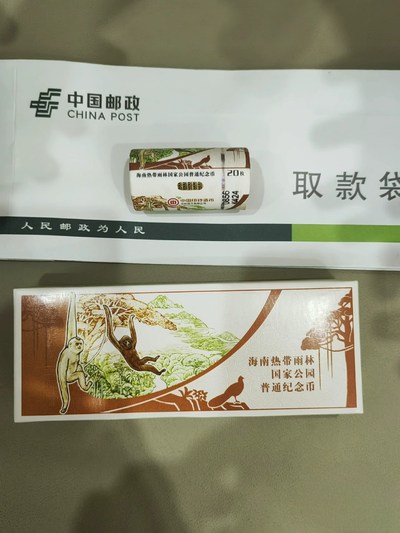 中国邮政
CHINA POST
海南热带雨林国家公园普通纪念币
20枚
取款袋
人民邮政为人民
海南热带雨林
国家公园
普通纪念币